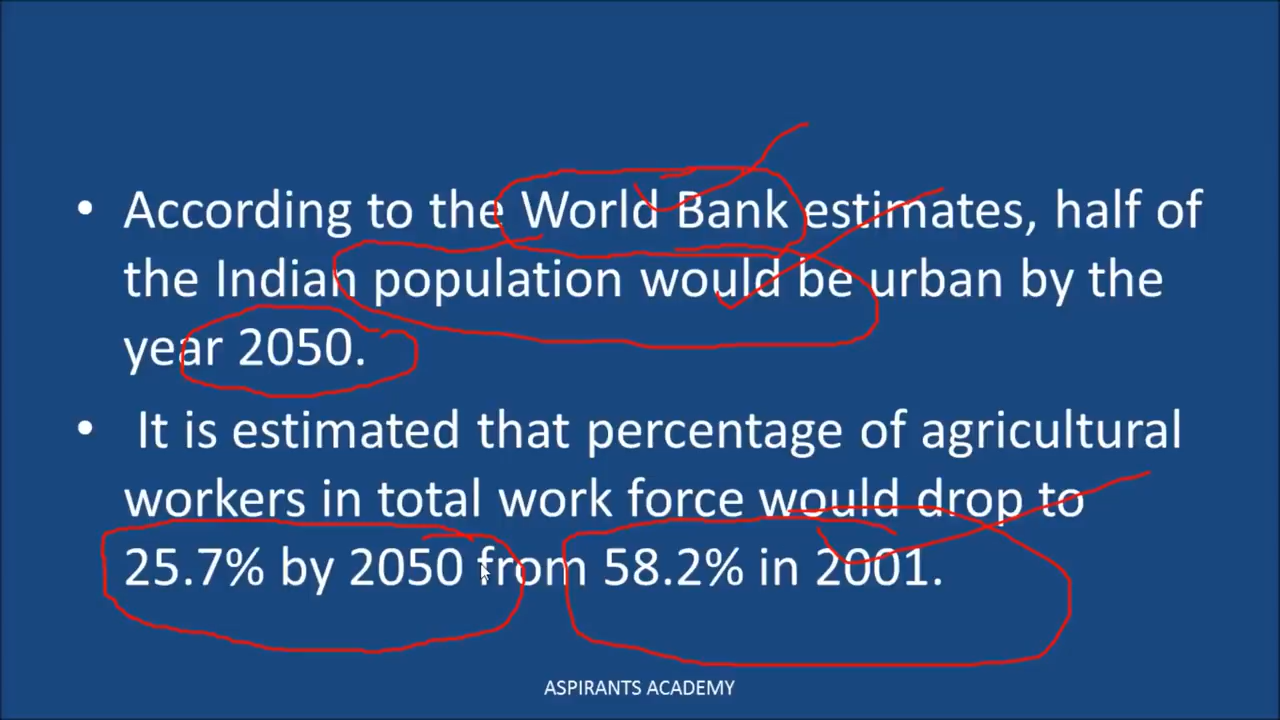 • According to the World Bank estimates, half of
the Indian population would be urban by the
year 2050.
• It is estimated that percentage of agricultural
workers in total work force would drop to
25.7% by 2050 from 58.2% in 2001.
ASPIRANTS ACADEMY